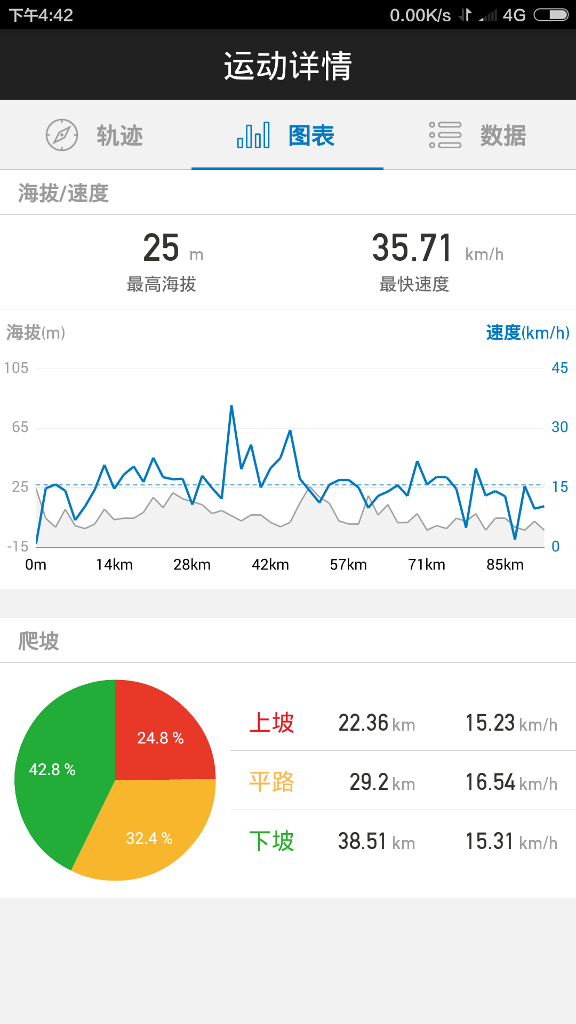 下午4:42 0.00K/s 4G
运动详情
轨迹 图表 数据
海拔/速度
25 m 35.71 km/h
最高海拔 最快速度
海拔(m) 速度(km/h)
105 45
65 30
25 15
-15 0
0m 14km 28km 42km 57km 71km 85km
爬坡
24.8 % 上坡 22.36 km 15.23 km/h
42.8 % 平路 29.2 km 16.54 km/h
32.4 % 下坡 38.51 km 15.31 km/h